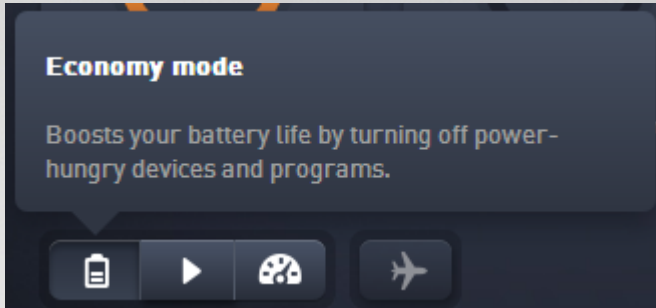 Economy mode
Boosts your battery life by turning off power-
hungry devices and programs.